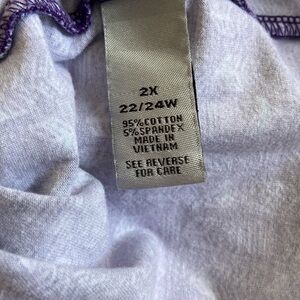 2X
22/24W
95%COTTON
5%SPANDEX
MADE IN
VIETNAM
SEE REVERSE
FOR CARE